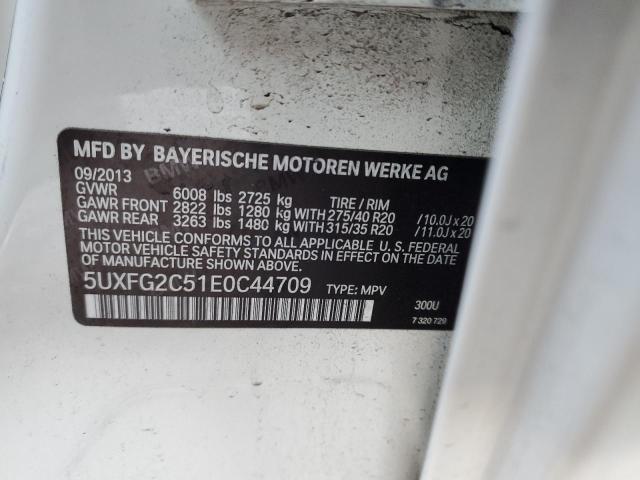 MFD BY BAYERISCHE MOTOREN WERKE AG
09/2013
GVWR 6008 lbs 2725 kg TIRE / RIM
GAWR FRONT 2822 lbs 1280 kg WITH 275/40 R20 /10.0J x 20
GAWR REAR 3263 lbs 1480 kg WITH 315/35 R20 /11.0J x 20
THIS VEHICLE CONFORMS TO ALL APPLICABLE U.S. FEDERAL
MOTOR VEHICLE SAFETY STANDARDS IN EFFECT ON THE DATE
OF MANUFACTURE SHOWN ABOVE.
5UXFG2C51E0C44709 TYPE: MPV
300U
7 320 729